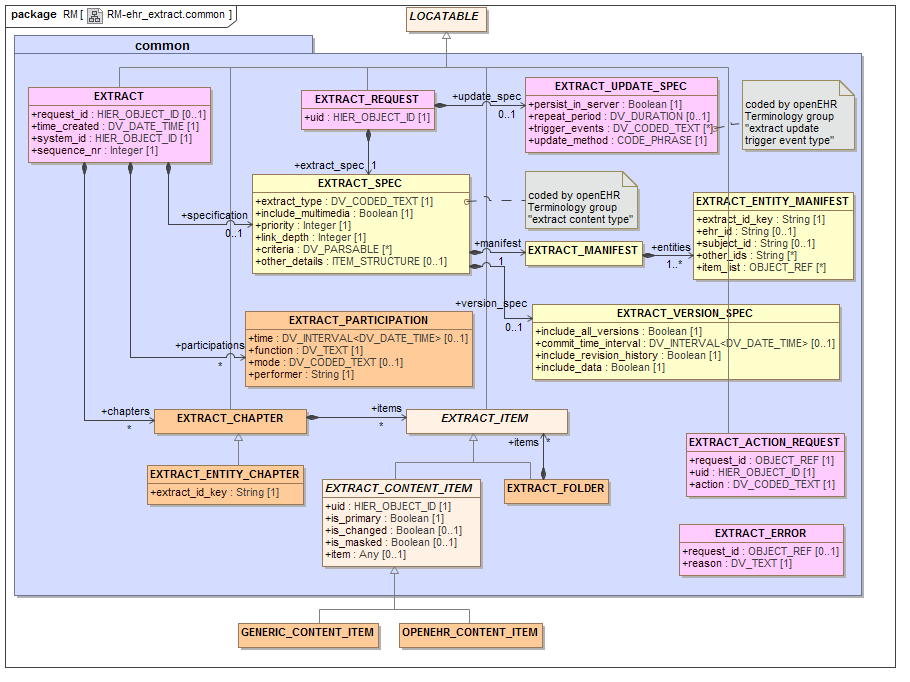 package RM [ RM-ehr_extract.common ]
LOCATABLE
common
EXTRACT
+request_id : HIER_OBJECT_ID [0..1]
+time_created : DV_DATE_TIME [1]
+system_id : HIER_OBJECT_ID [1]
+sequence_nr : Integer [1]
EXTRACT_REQUEST
+uid : HIER_OBJECT_ID [1]
+update_spec
0..1
EXTRACT_UPDATE_SPEC
+persist_in_server : Boolean [1]
+repeat_period : DV_DURATION [0..1]
+trigger_events : DV_CODED_TEXT [*]
+update_method : CODE_PHRASE [1]
coded by openEHR
Terminology group
"extract update
trigger event type"
+extract_spec
1
EXTRACT_SPEC
+extract_type : DV_CODED_TEXT [1]
+include_multimedia : Boolean [1]
+priority : Integer [1]
+link_depth : Integer [1]
+criteria : DV_PARSABLE [*]
+other_details : ITEM_STRUCTURE [0..1]
+specification
0..1
coded by openEHR
Terminology group
"extract content type"
+manifest
1
EXTRACT_MANIFEST
+entities
1..*
EXTRACT_ENTITY_MANIFEST
+extract_id_key : String [1]
+ehr_id : String [0..1]
+subject_id : String [0..1]
+other_ids : String [*]
+item_list : OBJECT_REF [*]
+version_spec
0..1
EXTRACT_VERSION_SPEC
+include_all_versions : Boolean [1]
+commit_time_interval : DV_INTERVAL<DV_DATE_TIME> [0..1]
+include_revision_history : Boolean [1]
+include_data : Boolean [1]
+participations
*
EXTRACT_PARTICIPATION
+time : DV_INTERVAL<DV_DATE_TIME> [0..1]
+function : DV_TEXT [1]
+mode : DV_CODED_TEXT [0..1]
+performer : String [1]
+chapters
*
EXTRACT_CHAPTER
+items
*
EXTRACT_ITEM
+items
*
EXTRACT_ENTITY_CHAPTER
+extract_id_key : String [1]
EXTRACT_CONTENT_ITEM
+uid : HIER_OBJECT_ID [1]
+is_primary : Boolean [1]
+is_changed : Boolean [0..1]
+is_masked : Boolean [0..1]
+item : Any [0..1]
EXTRACT_FOLDER
EXTRACT_ACTION_REQUEST
+request_id : OBJECT_REF [1]
+uid : HIER_OBJECT_ID [1]
+action : DV_CODED_TEXT [1]
EXTRACT_ERROR
+request_id : OBJECT_REF [0..1]
+reason : DV_TEXT [1]
GENERIC_CONTENT_ITEM
OPENEHR_CONTENT_ITEM